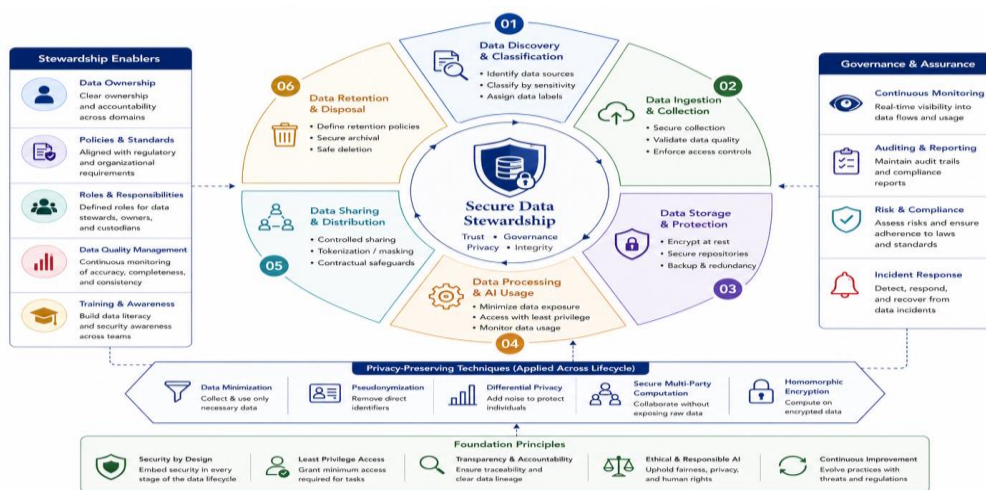 Stewardship Enablers
Data Ownership
Clear ownership
and accountability
across domains
Policies & Standards
Aligned with regulatory
and organizational
requirements
Roles & Responsibilities
Defined roles for data
stewards, owners,
and custodians
Data Quality Management
Continuous monitoring
of accuracy, completeness,
and consistency
Training & Awareness
Build data literacy
and security awareness
across teams
01
Data Discovery
& Classification
• Identify data sources
• Classify by sensitivity
• Assign data labels
02
Data Ingestion
& Collection
• Secure collection
• Validate data quality
• Enforce access controls
Data Storage
& Protection
• Encrypt at rest
• Secure repositories
• Backup & redundancy
03
Data Processing
& AI Usage
• Minimize data exposure
• Access with least privilege
• Monitor data usage
04
Data Sharing
& Distribution
• Controlled sharing
• Tokenization / masking
• Contractual safeguards
05
06
Data Retention
& Disposal
• Define retention policies
• Secure archival
• Safe deletion
Secure Data
Stewardship
Trust • Governance
Privacy • Integrity
Governance & Assurance
Continuous Monitoring
Real-time visibility into
data flows and usage
Auditing & Reporting
Maintain audit trails
and compliance
reports
Risk & Compliance
Assess risks and ensure
adherence to laws
and standards
Incident Response
Detect, respond,
and recover from
data incidents
Privacy-Preserving Techniques (Applied Across Lifecycle)
Data Minimization
Collect & use only
necessary data
Pseudonymization
Remove direct
identifiers
Differential Privacy
Add noise to protect
individuals
Secure Multi-Party
Computation
Collaborate without
exposing raw data
Homomorphic
Encryption
Compute on
encrypted data
Foundation Principles
Security by Design
Embed security in every
stage of the data lifecycle
Least Privilege Access
Grant minimum access
required for tasks
Transparency & Accountability
Ensure traceability and
clear data lineage
Ethical & Responsible AI
Uphold fairness, privacy,
and human rights
Continuous Improvement
Evolve practices with
threats and regulations